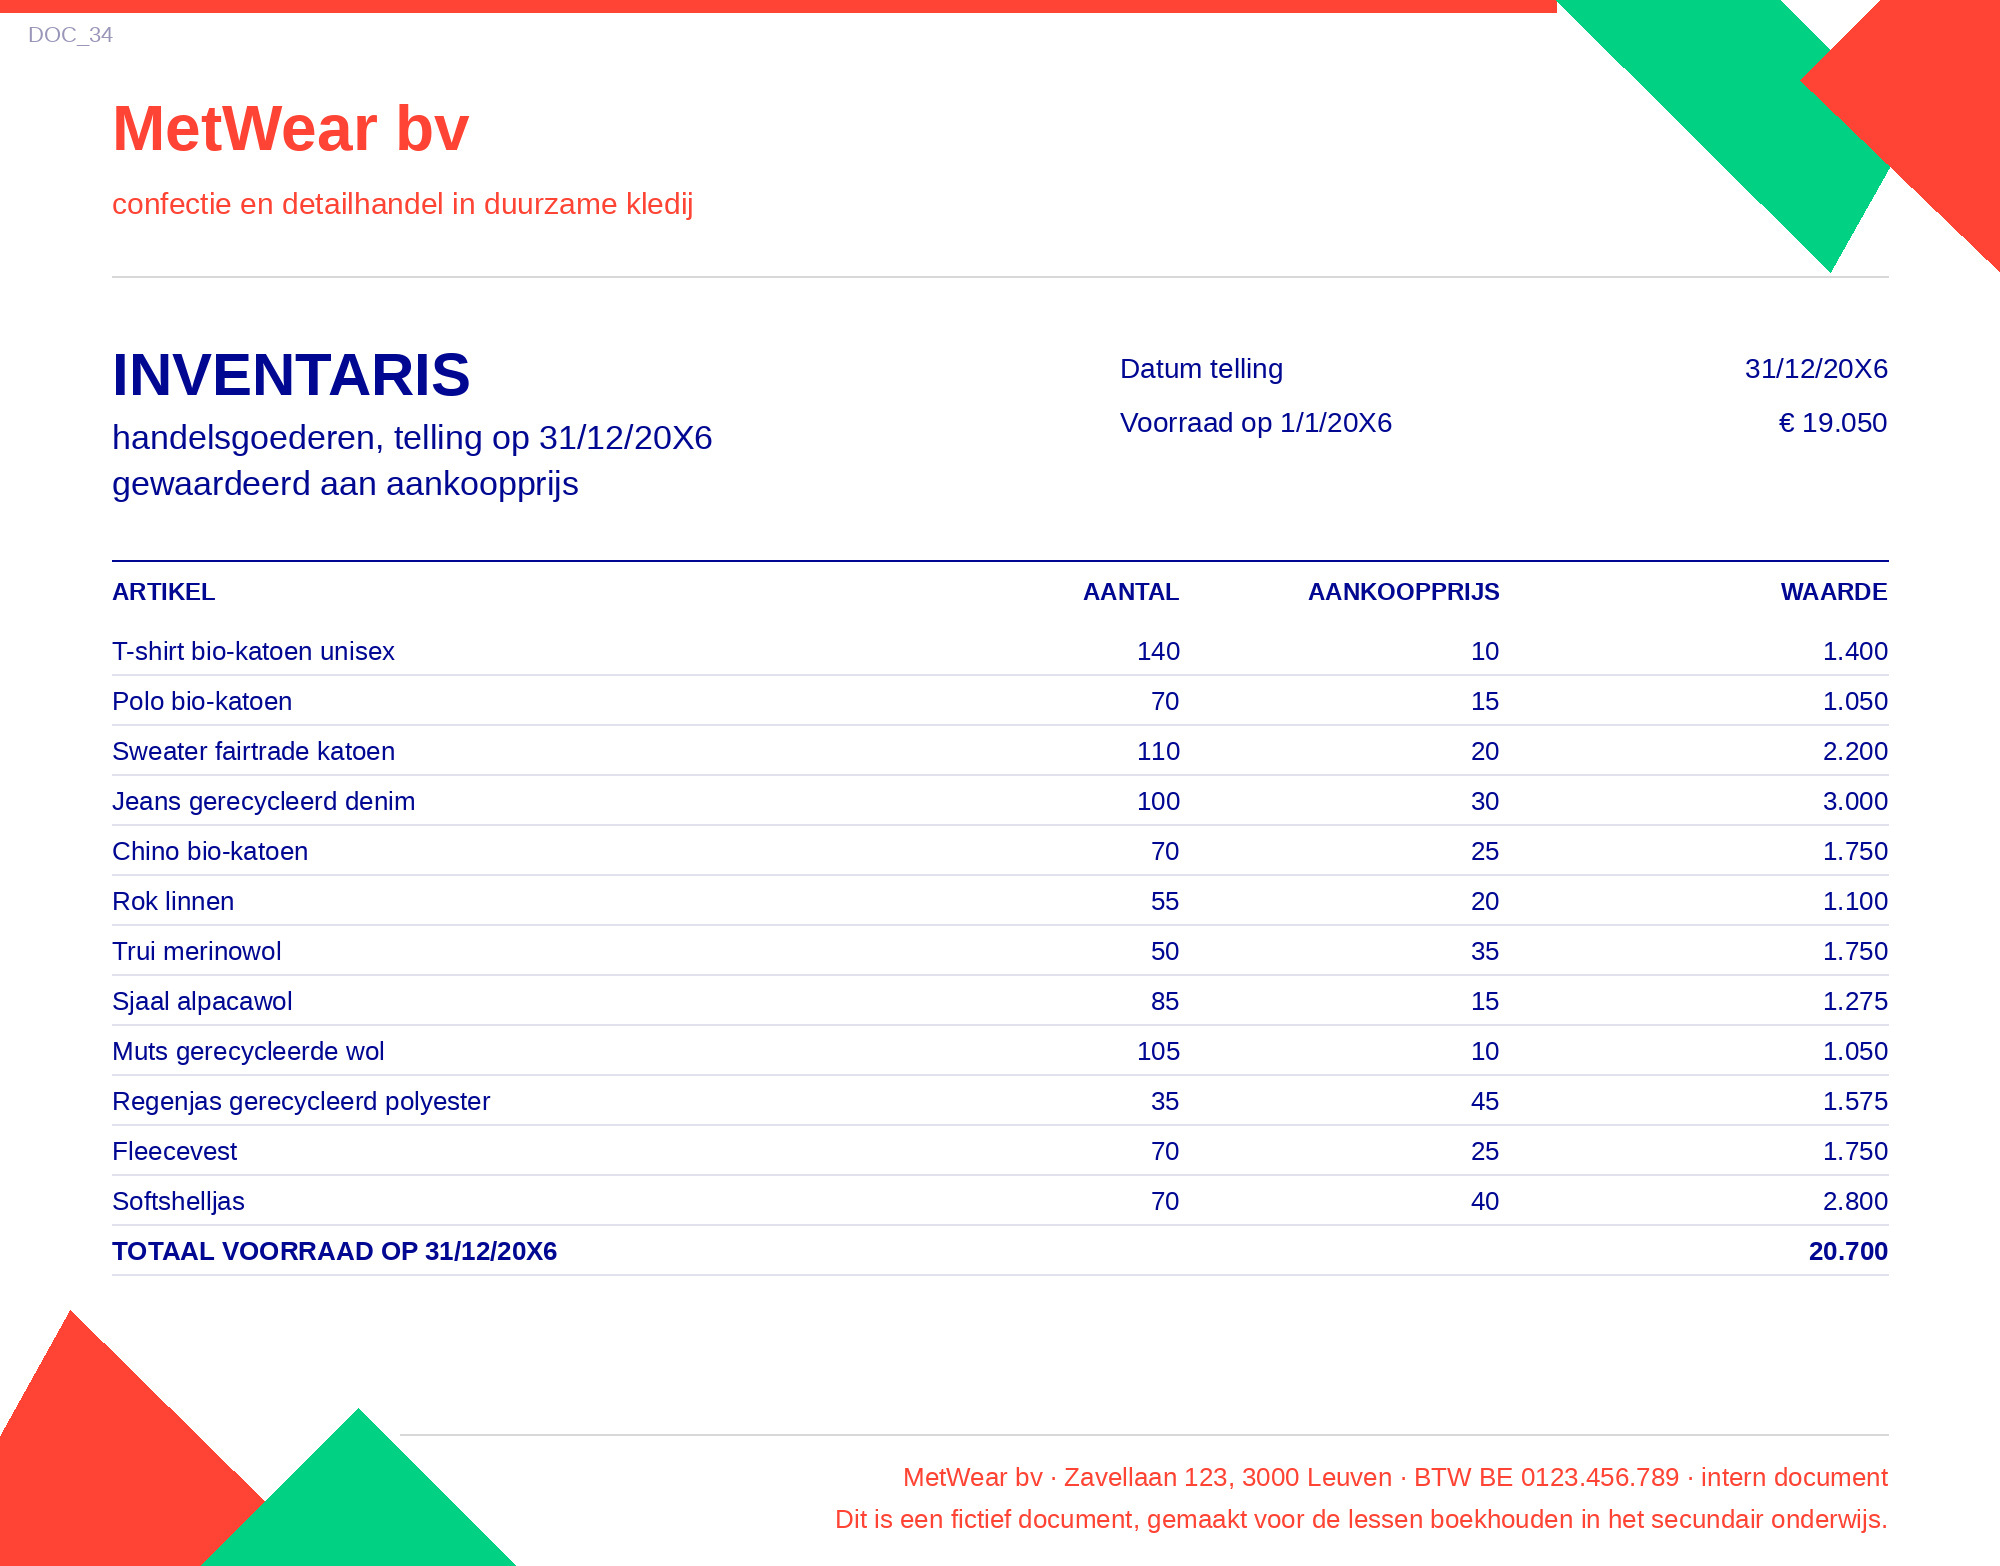 DOC_34
MetWear bv
confectie en detailhandel in duurzame kledij
INVENTARIS
handelsgoederen, telling op 31/12/20X6
gewaardeerd aan aankoopprijs
Datum telling 31/12/20X6
Voorraad op 1/1/20X6 € 19.050
ARTIKEL AANTAL AANKOOPPRIJS WAARDE
T-shirt bio-katoen unisex 140 10 1.400
Polo bio-katoen 70 15 1.050
Sweater fairtrade katoen 110 20 2.200
Jeans gerecycleerd denim 100 30 3.000
Chino bio-katoen 70 25 1.750
Rok linnen 55 20 1.100
Trui merinowol 50 35 1.750
Sjaal alpacawol 85 15 1.275
Muts gerecycleerde wol 105 10 1.050
Regenjas gerecycleerd polyester 35 45 1.575
Fleecevest 70 25 1.750
Softshelljas 70 40 2.800
TOTAAL VOORRAAD OP 31/12/20X6 20.700
MetWear bv · Zavellaan 123, 3000 Leuven · BTW BE 0123.456.789 · intern document
Dit is een fictief document, gemaakt voor de lessen boekhouden in het secundair onderwijs.